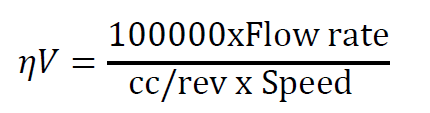 ηV = 100000xFlow rate
cc/rev x Speed